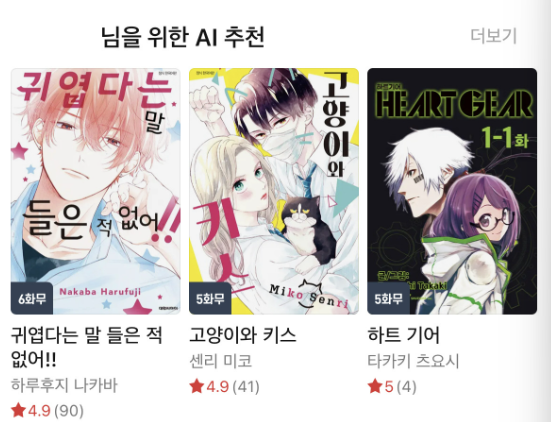 님을 위한 AI 추천
더보기
귀엽다는
말
들은 적 없어!!
Nakaba Harufuji
6화무
고양이와
키스
Miko Senri
5화무
HEART GEAR
1-1화
글/그림:
Takaki
5화무
귀엽다는 말 들은 적
없어!!
하루후지 나카바
4.9 (90)
고양이와 키스
센리 미코
4.9 (41)
하트 기어
타카키 츠요시
5 (4)